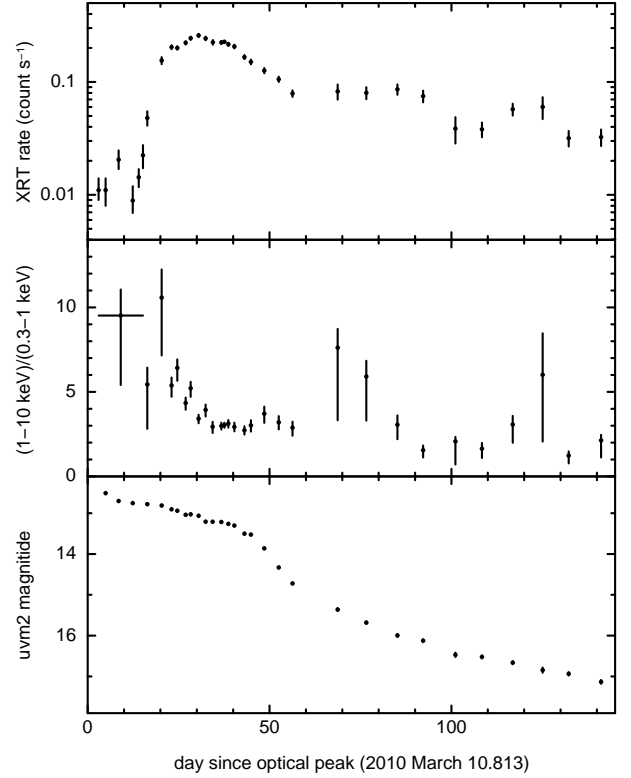 XRT rate (count s⁻¹)
0.1
0.01
(1−10 keV)/(0.3−1 keV)
10
5
0
uvm2 magnitide
14
16
0 50 100
day since optical peak (2010 March 10.813)